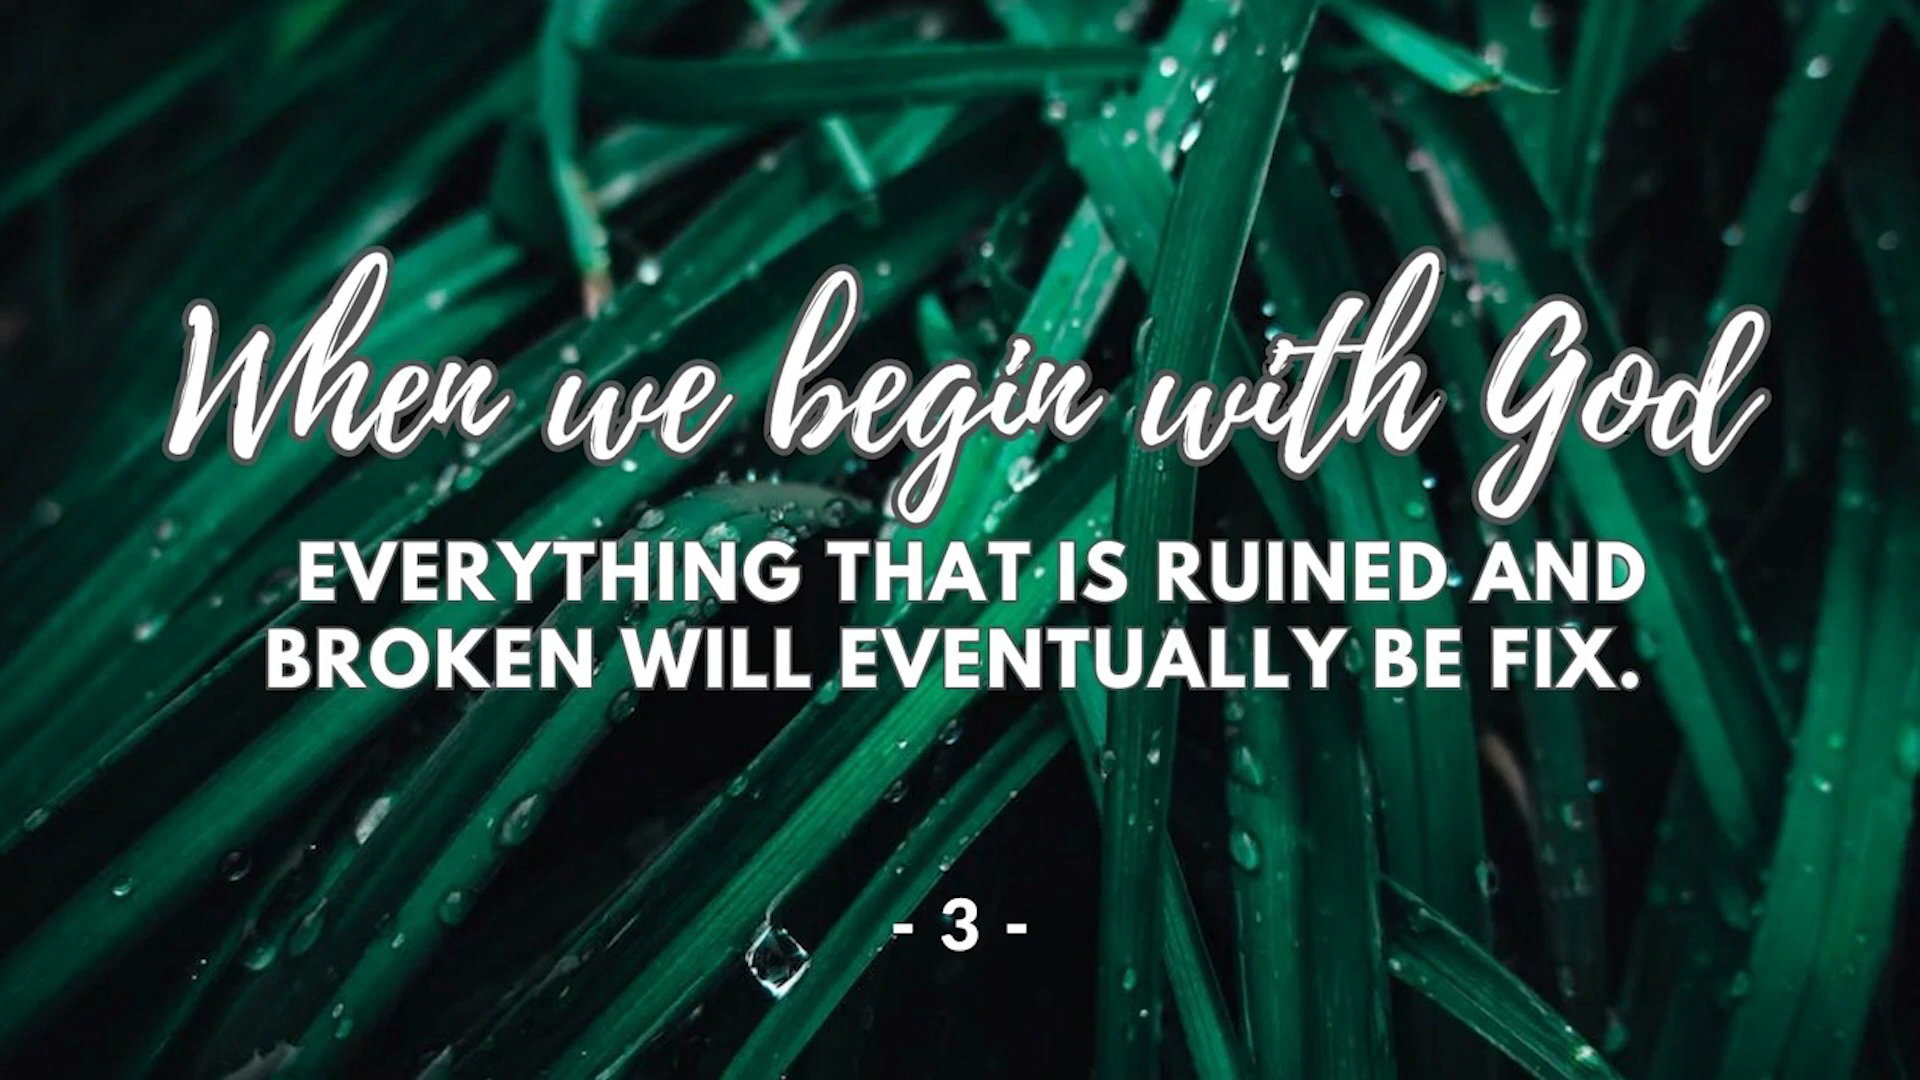 When we begin with God
EVERYTHING THAT IS RUINED AND
BROKEN WILL EVENTUALLY BE FIX.
- 3 -